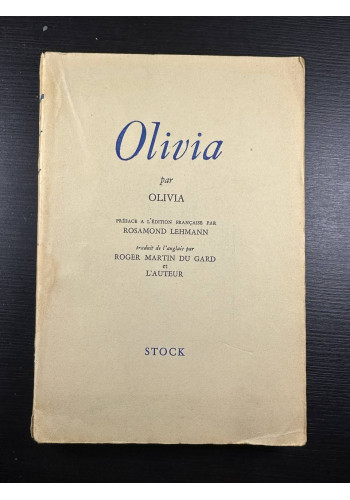 Olivia
par
OLIVIA
PRÉFACE A L'ÉDITION FRANÇAISE PAR
ROSAMOND LEHMANN
traduit de l'anglais par
ROGER MARTIN DU GARD
et
L'AUTEUR
STOCK